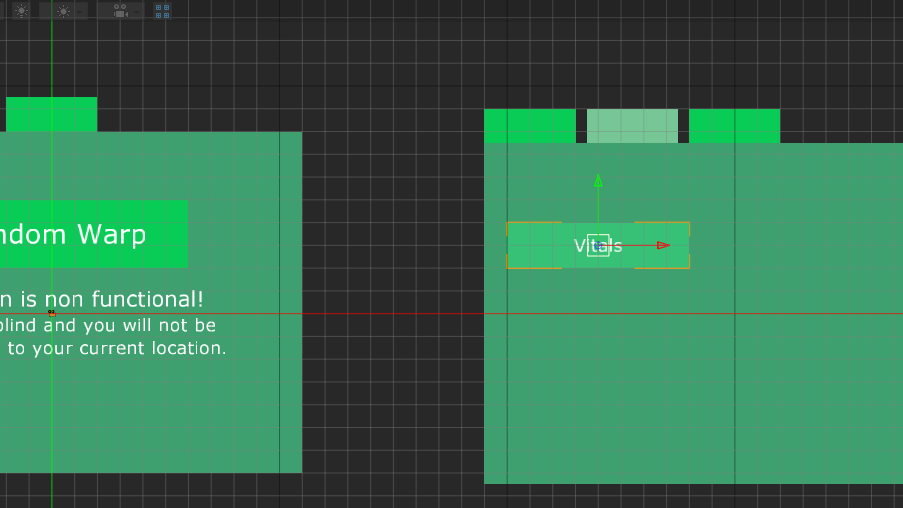 ndom Warp
n is non functional!
blind and you will not be
to your current location.
Vitals